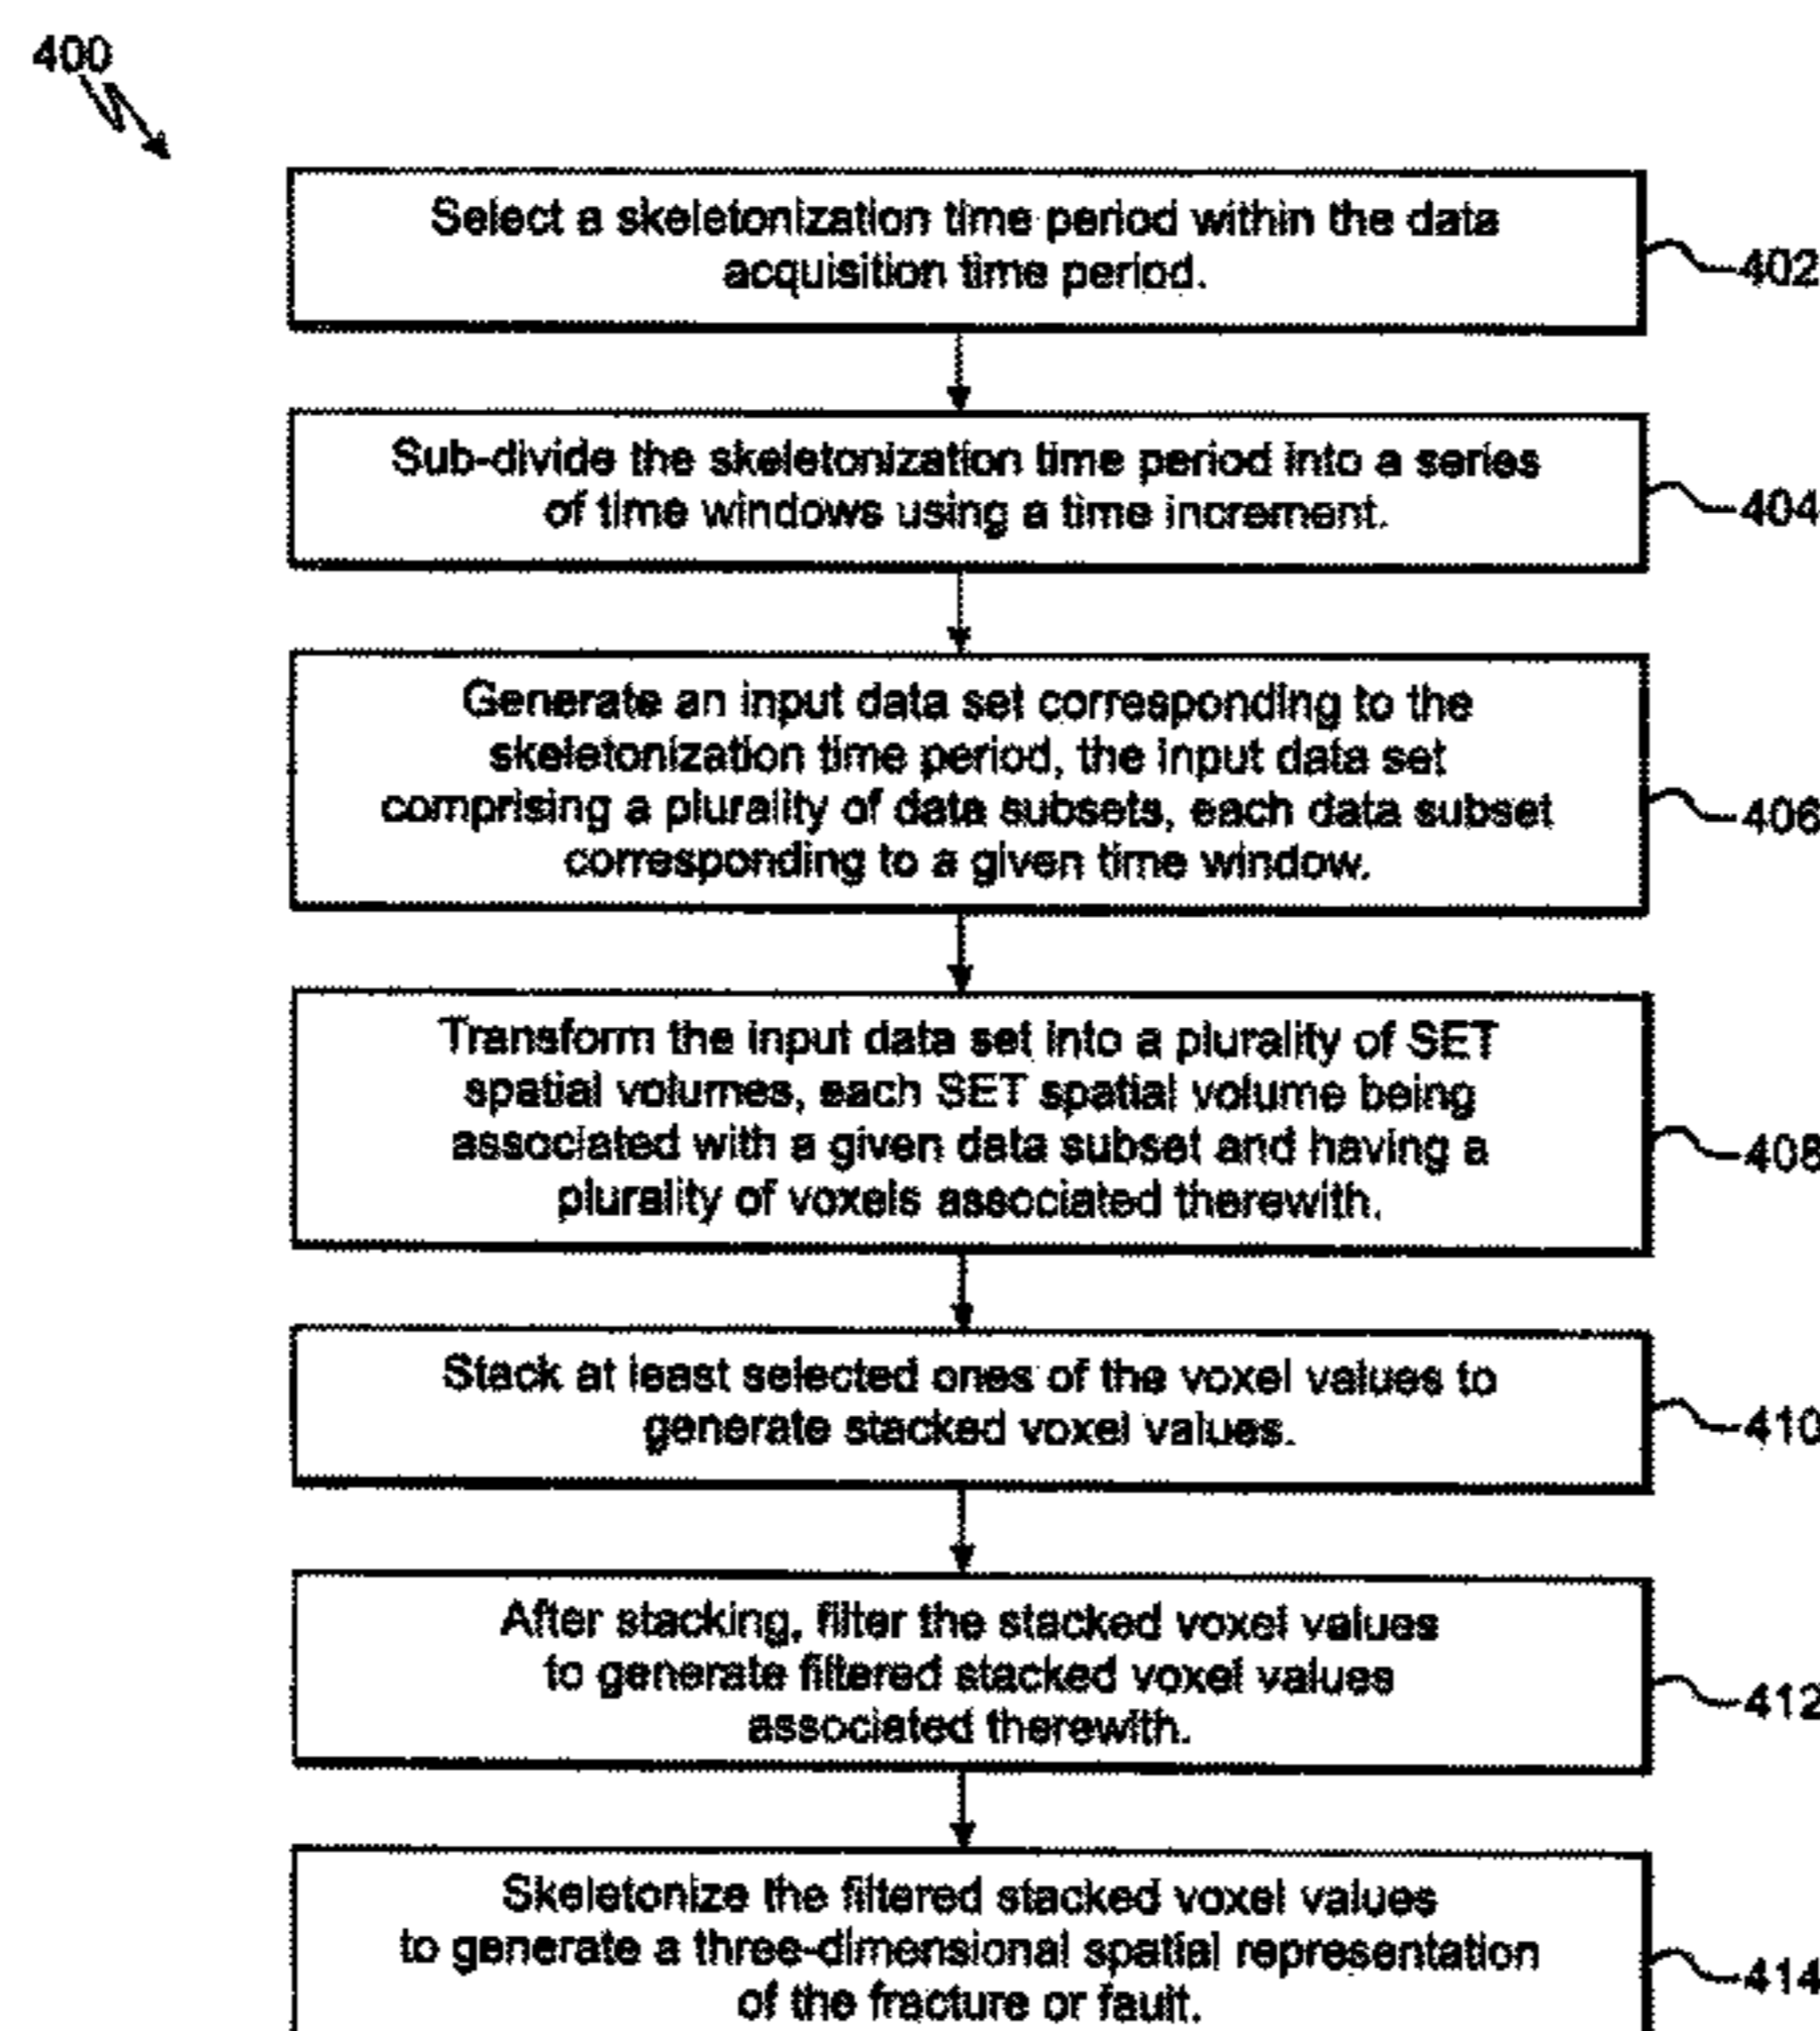 400
Select a skeletonization time period within the data
acquisition time period.
402
Sub-divide the skeletonization time period into a series
of time windows using a time increment.
404
Generate an input data set corresponding to the
skeletonization time period, the input data set
comprising a plurality of data subsets, each data subset
corresponding to a given time window.
406
Transform the input data set into a plurality of SET
spatial volumes, each SET spatial volume being
associated with a given data subset and having a
plurality of voxels associated therewith.
408
Stack at least selected ones of the voxel values to
generate stacked voxel values.
410
After stacking, filter the stacked voxel values
to generate filtered stacked voxel values
associated therewith.
412
Skeletonize the filtered stacked voxel values
to generate a three-dimensional spatial representation
of the fracture or fault.
414